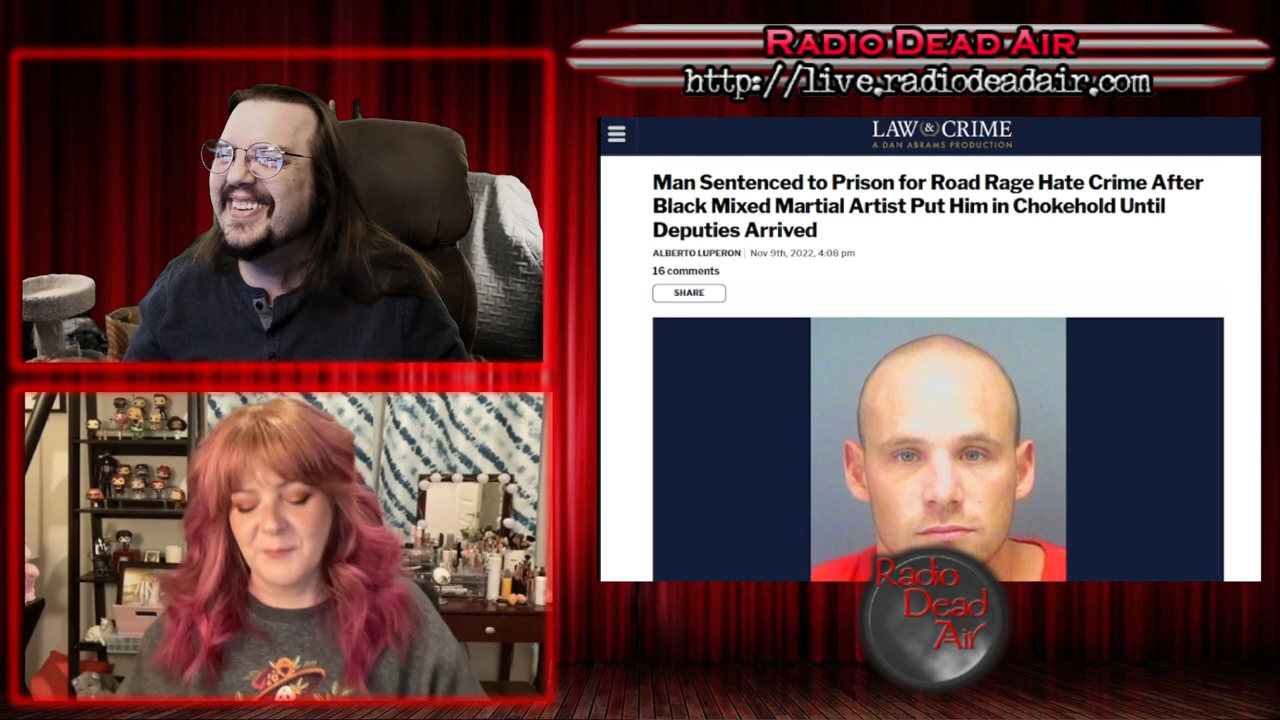 RADIO DEAD AIR
http://live.radiodeadair.com
LAW & CRIME
A DAN ABRAMS PRODUCTION
Man Sentenced to Prison for Road Rage Hate Crime After
Black Mixed Martial Artist Put Him in Chokehold Until
Deputies Arrived
ALBERTO LUPERON | Nov 9th, 2022, 4:08 pm
16 comments
SHARE
Radio
Dead
Air